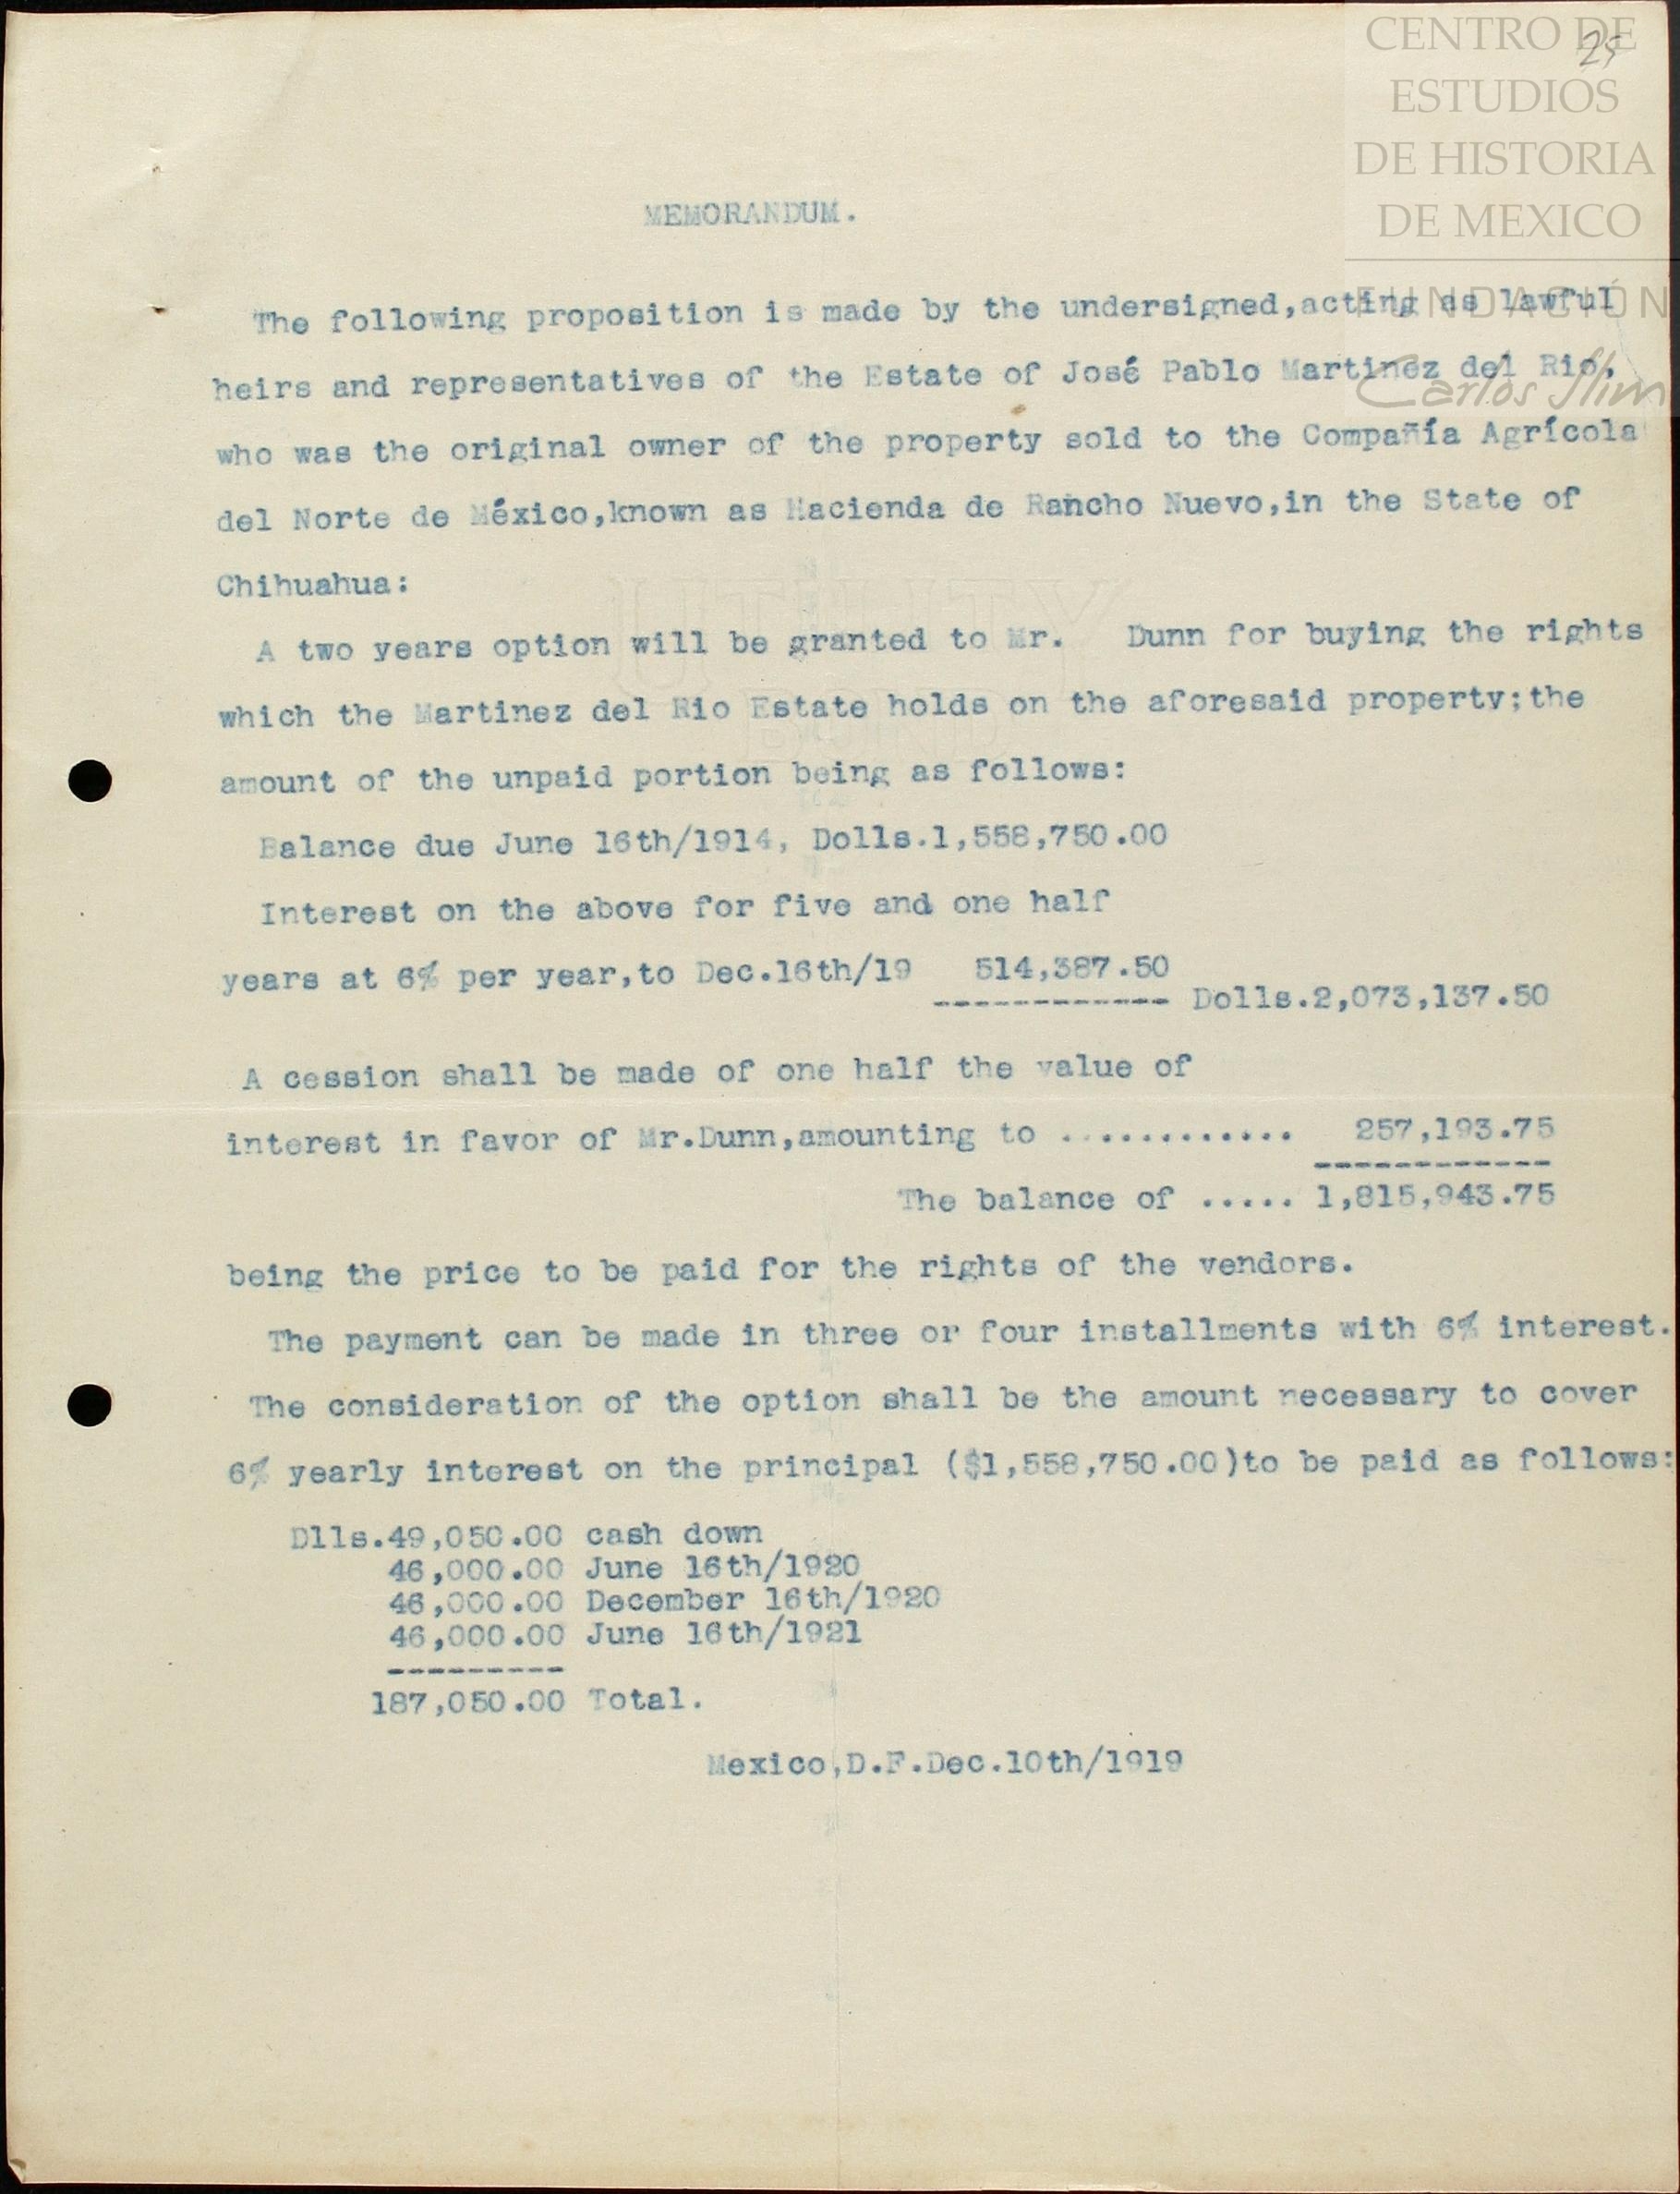 CENTRO DE
ESTUDIOS
DE HISTORIA
DE MEXICO
FUNDACIÓN
Carlos Slim
25
MEMORANDUM.
The following proposition is made by the undersigned,acting as lawful
heirs and representatives of the Estate of José Pablo Martinez del Rio,
who was the original owner of the property sold to the Compañía Agrícola
del Norte de México,known as Hacienda de Rancho Nuevo,in the State of
Chihuahua:
A two years option will be granted to Mr. Dunn for buying the rights
which the Martinez del Rio Estate holds on the aforesaid property;the
amount of the unpaid portion being as follows:
Balance due June 16th/1914, Dolls.1,558,750.00
Interest on the above for five and one half
years at 6% per year,to Dec.16th/19 514,387.50
------------ Dolls.2,073,137.50
A cession shall be made of one half the value of
interest in favor of Mr.Dunn,amounting to ............ 257,193.75
------------
The balance of ..... 1,815,943.75
being the price to be paid for the rights of the vendors.
The payment can be made in three or four installments with 6% interest.
The consideration of the option shall be the amount necessary to cover
6% yearly interest on the principal ($1,558,750.00)to be paid as follows:
Dlls.49,050.00 cash down
46,000.00 June 16th/1920
46,000.00 December 16th/1920
46,000.00 June 16th/1921
---------
187,050.00 Total.
Mexico,D.F.Dec.10th/1919